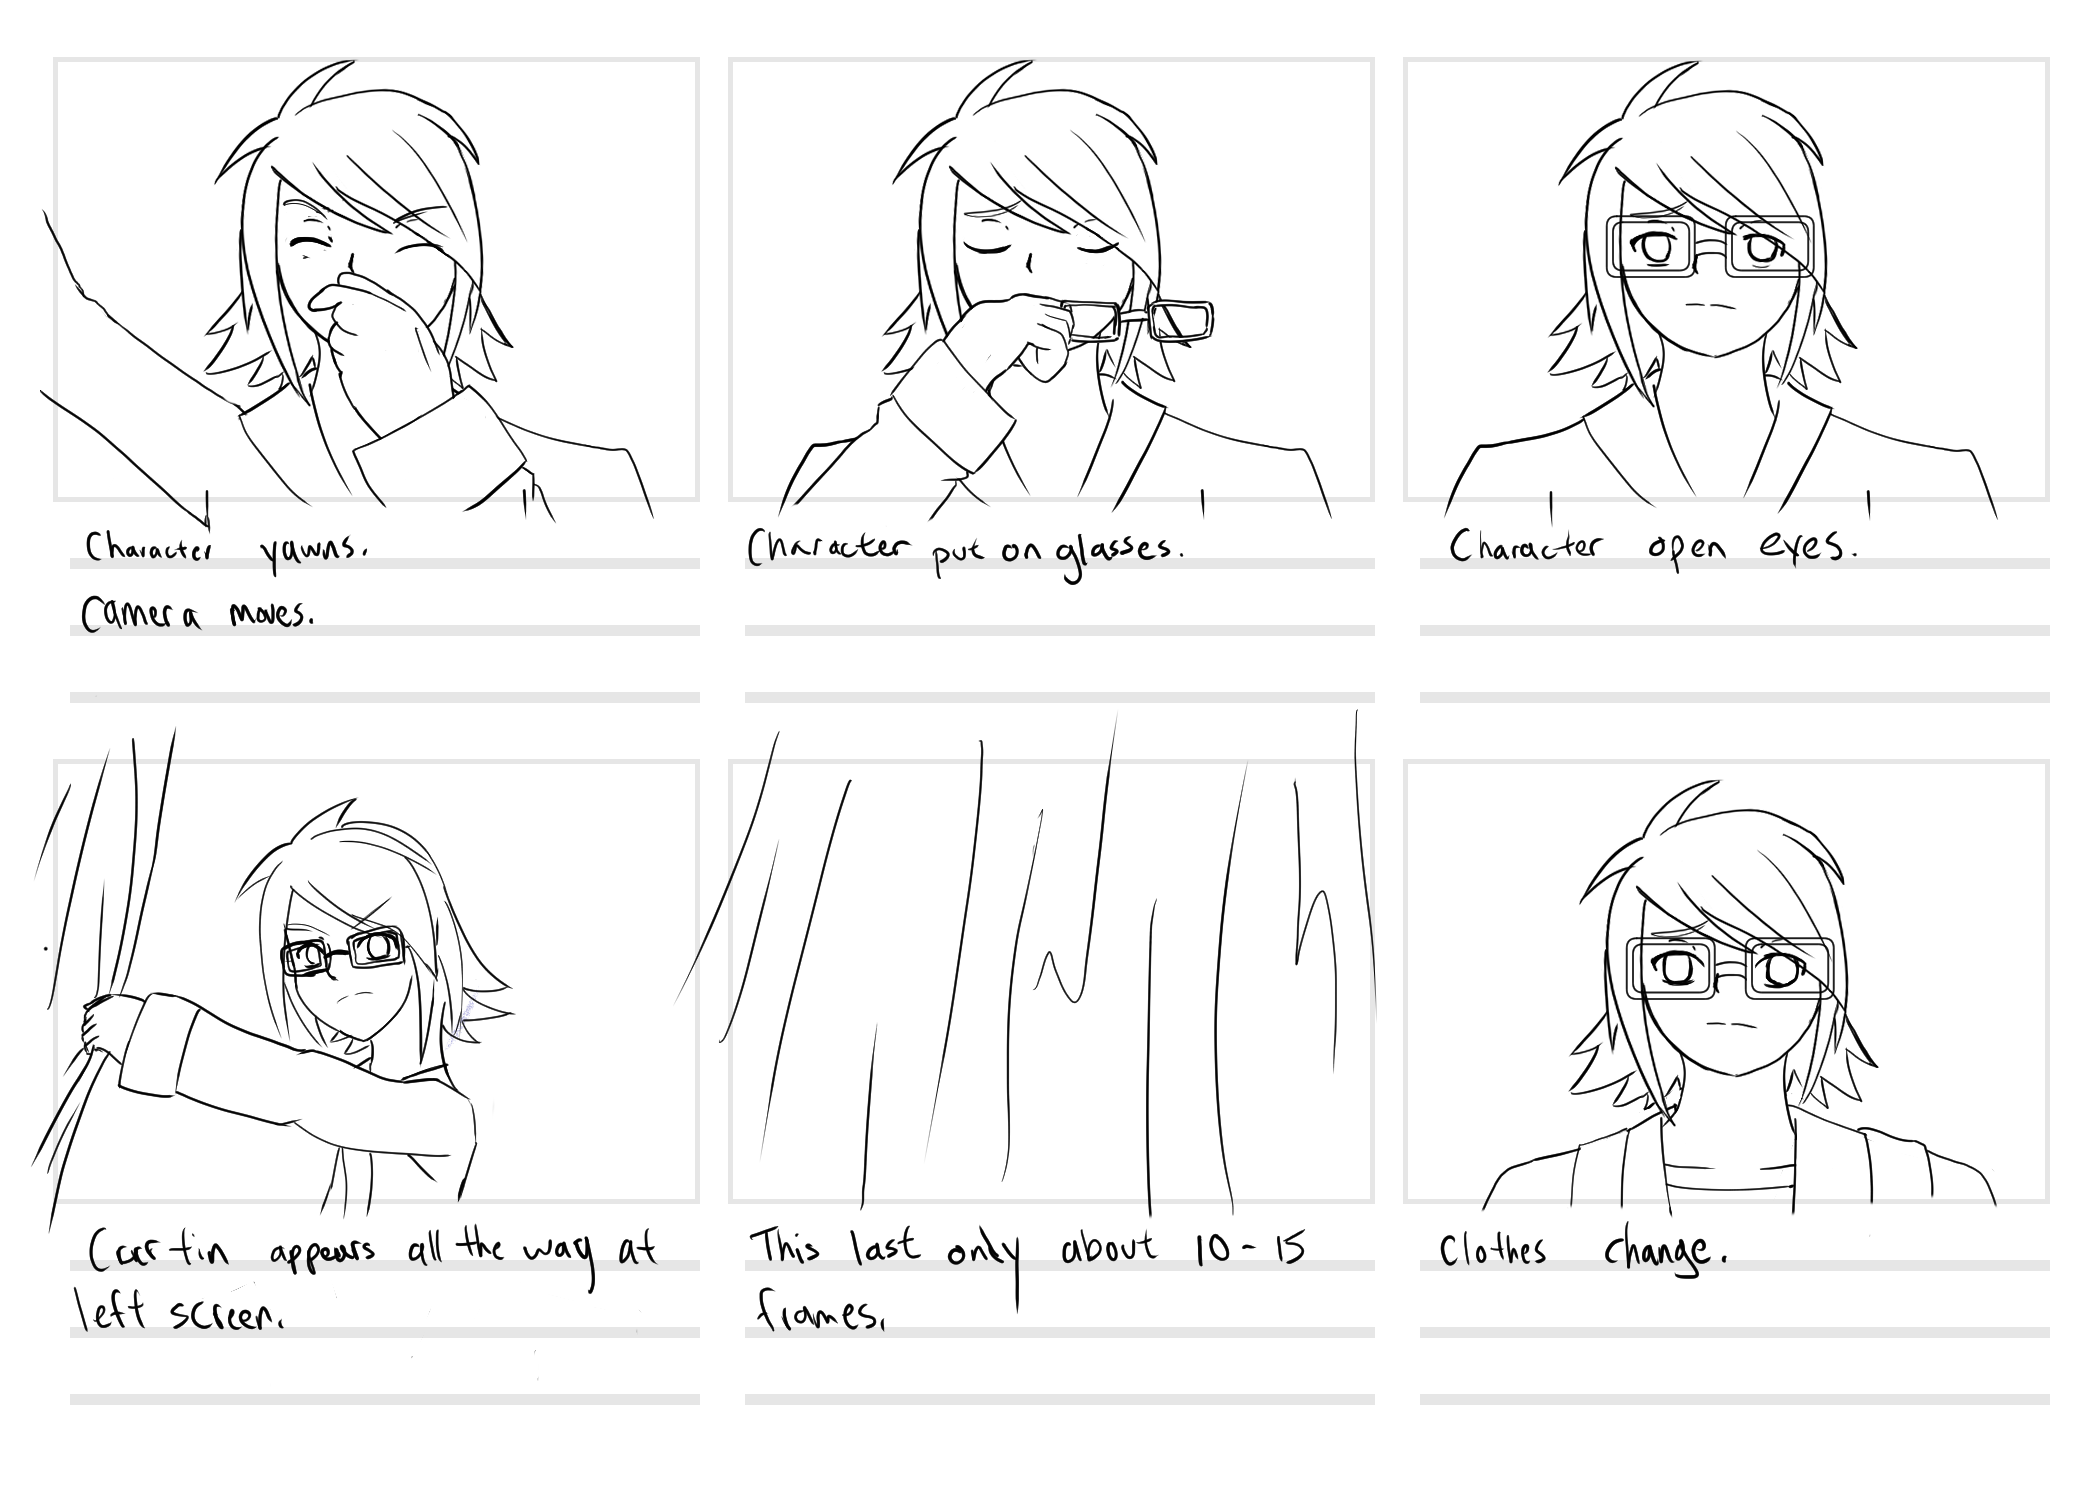 Character yawns.
Camera moves.
Character put on glasses.
Character open eyes.
Curtin appears all the way at
left screen.
This last only about 10-15
frames.
Clothes change.